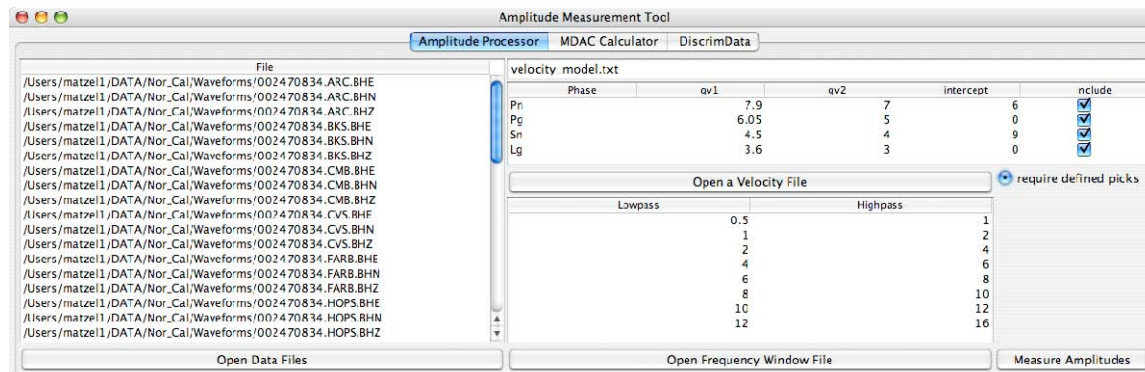 Amplitude Measurement Tool
Amplitude Processor MDAC Calculator DiscrimData
File
/Users/matzel1/DATA/Nor_Cal/Waveforms/002470834.ARC.BHE
/Users/matzel1/DATA/Nor_Cal/Waveforms/002470834.ARC.BHN
/Users/matzel1/DATA/Nor_Cal/Waveforms/002470834.ARC.BHZ
/Users/matzel1/DATA/Nor_Cal/Waveforms/002470834.BKS.BHE
/Users/matzel1/DATA/Nor_Cal/Waveforms/002470834.BKS.BHN
/Users/matzel1/DATA/Nor_Cal/Waveforms/002470834.BKS.BHZ
/Users/matzel1/DATA/Nor_Cal/Waveforms/002470834.CMB.BHE
/Users/matzel1/DATA/Nor_Cal/Waveforms/002470834.CMB.BHN
/Users/matzel1/DATA/Nor_Cal/Waveforms/002470834.CMB.BHZ
/Users/matzel1/DATA/Nor_Cal/Waveforms/002470834.CVS.BHE
/Users/matzel1/DATA/Nor_Cal/Waveforms/002470834.CVS.BHN
/Users/matzel1/DATA/Nor_Cal/Waveforms/002470834.CVS.BHZ
/Users/matzel1/DATA/Nor_Cal/Waveforms/002470834.FARB.BHE
/Users/matzel1/DATA/Nor_Cal/Waveforms/002470834.FARB.BHN
/Users/matzel1/DATA/Nor_Cal/Waveforms/002470834.FARB.BHZ
/Users/matzel1/DATA/Nor_Cal/Waveforms/002470834.HOPS.BHE
/Users/matzel1/DATA/Nor_Cal/Waveforms/002470834.HOPS.BHN
/Users/matzel1/DATA/Nor_Cal/Waveforms/002470834.HOPS.BHZ
Open Data Files
velocity_model.txt
Phase gv1 gv2 intercept include
Pn 7.9 7 6
Pg 6.05 5 0
Sn 4.5 4 9
Lg 3.6 3 0
Open a Velocity File require defined picks
Lowpass Highpass
0.5 1
1 2
2 4
4 6
6 8
8 10
10 12
12 16
Open Frequency Window File Measure Amplitudes